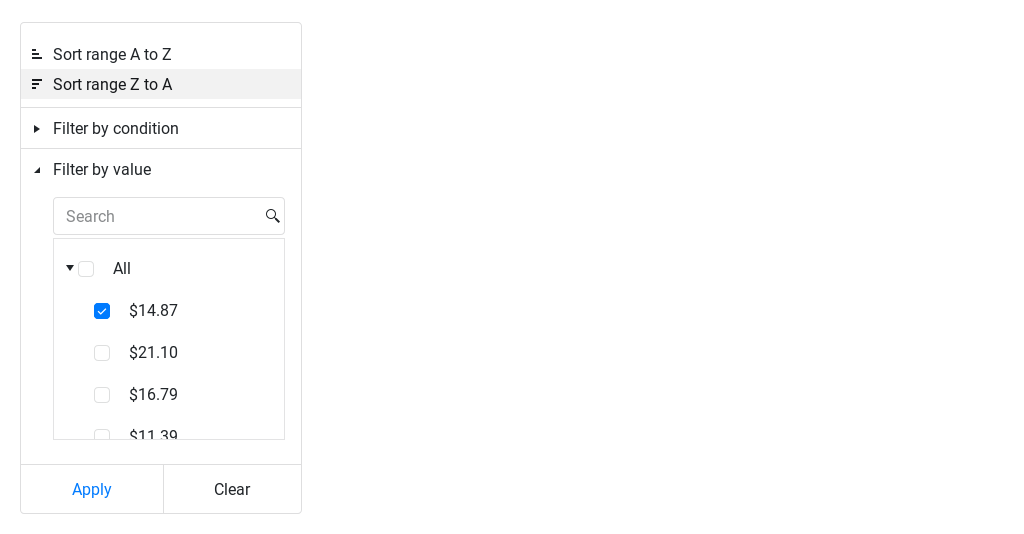 Sort range A to Z
Sort range Z to A
Filter by condition
Filter by value
Search
All
$14.87
$21.10
$16.79
$11.39
Apply
Clear